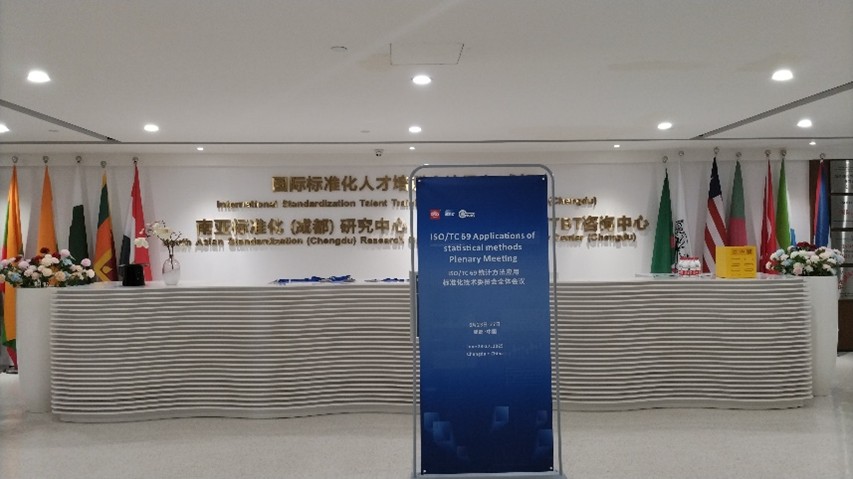 国际标准化人才培
International Standardization Talent Trai
(Chengdu)
南亚标准化 (成都) 研究中心
TBT咨询中心
South Asian Standardization (Chengdu) Research
Center (Chengdu)
ISO/TC 69 Applications of
statistical methods
Plenary Meeting
ISO/TC 69 统计方法应用
标准化技术委员会全体会议